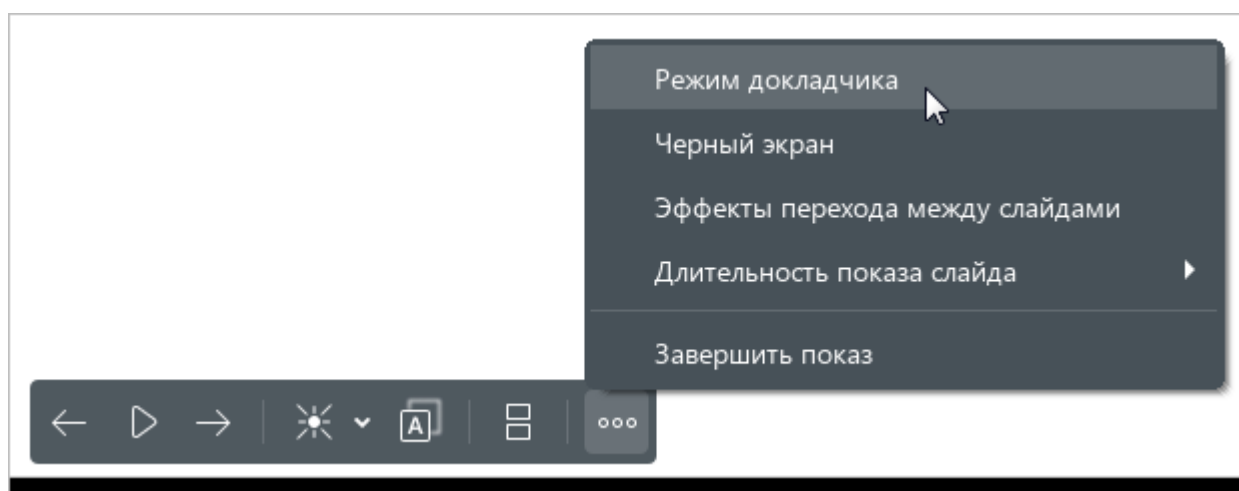 Режим докладчика
Черный экран
Эффекты перехода между слайдами
Длительность показа слайда
Завершить показ
A